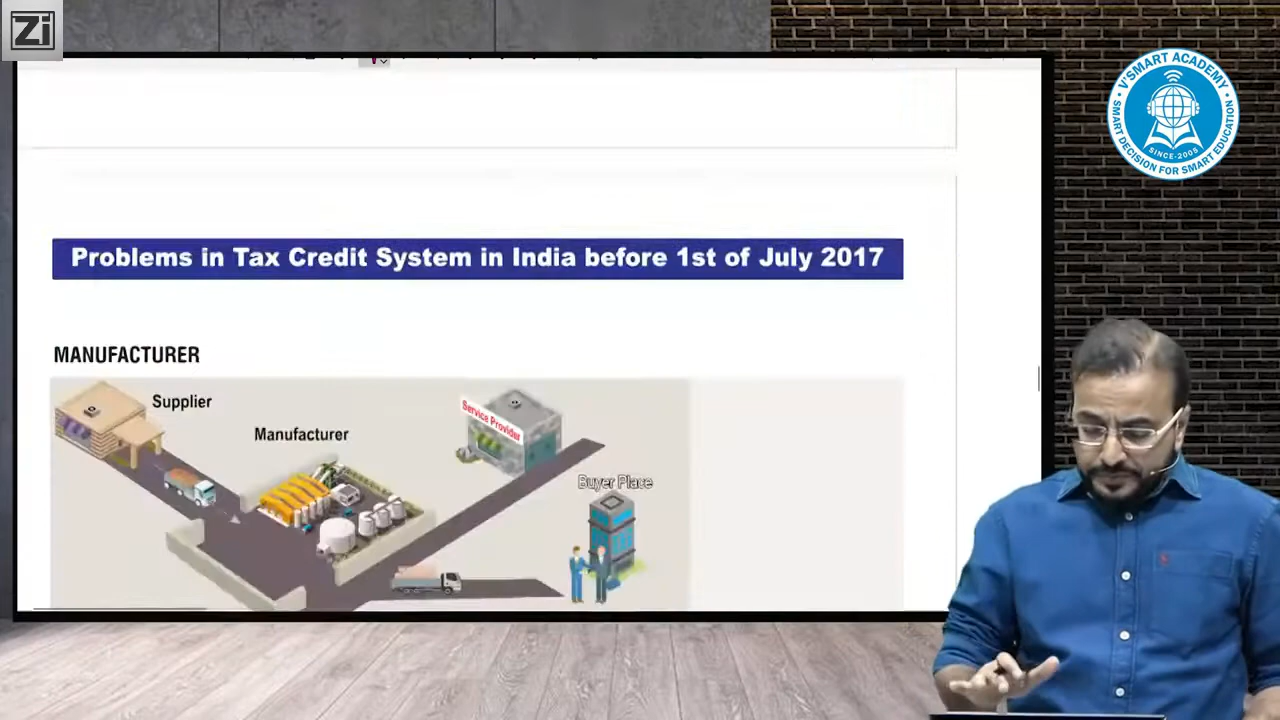 Zi
V'SMART ACADEMY
SMART DECISION FOR SMART EDUCATION
SINCE-2005
Problems in Tax Credit System in India before 1st of July 2017
MANUFACTURER
Supplier
Manufacturer
Service Provider
Buyer Place